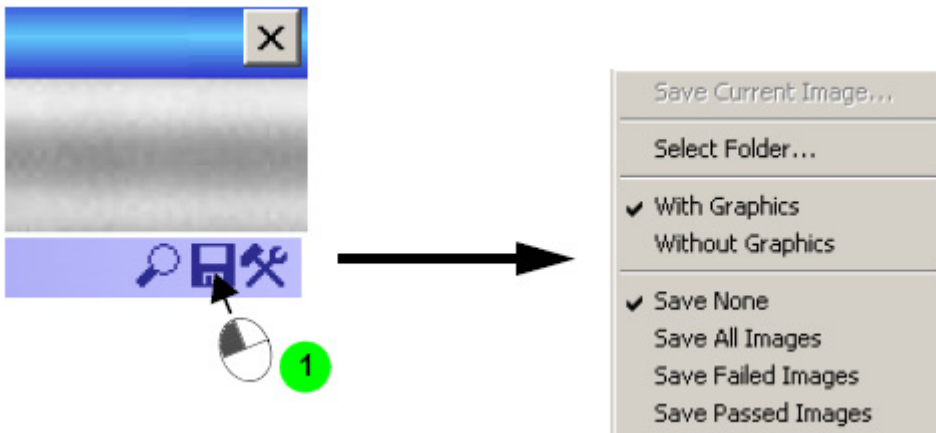 1
Save Current Image...
Select Folder...
✔ With Graphics
Without Graphics
✔ Save None
Save All Images
Save Failed Images
Save Passed Images